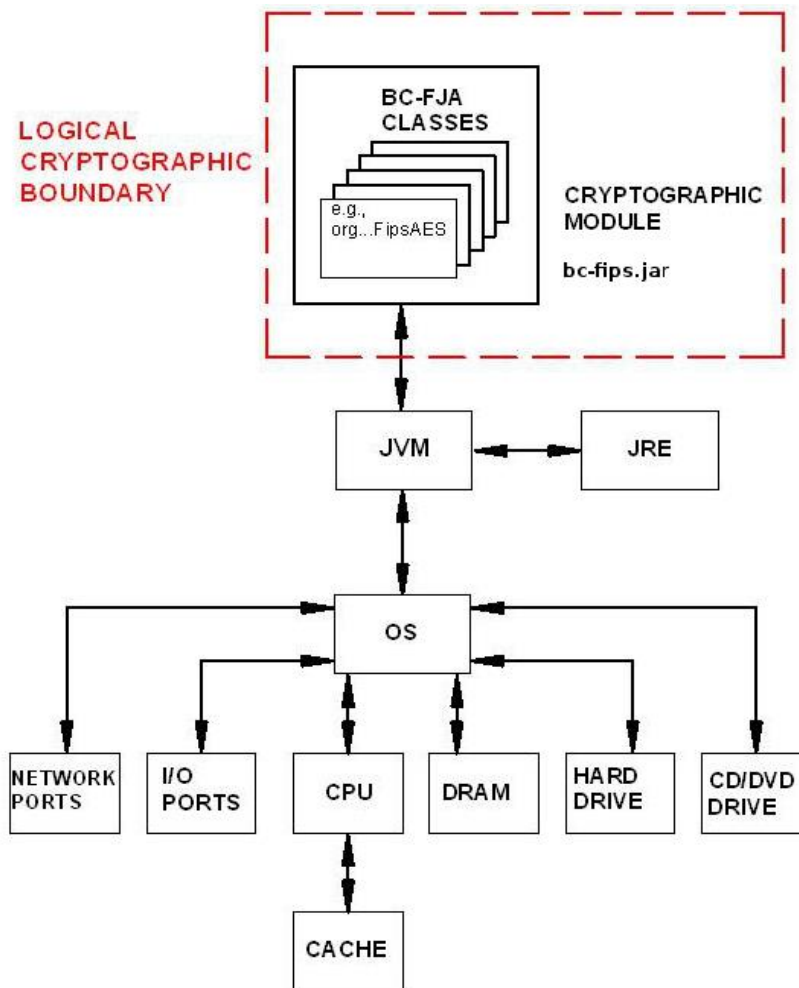 BC-FJA
CLASSES
LOGICAL
CRYPTOGRAPHIC
BOUNDARY
e.g.,
org...FipsAES
CRYPTOGRAPHIC
MODULE
bc-fips.jar
JVM
JRE
OS
NETWORK
PORTS
I/O
PORTS
CPU
DRAM
HARD
DRIVE
CD/DVD
DRIVE
CACHE